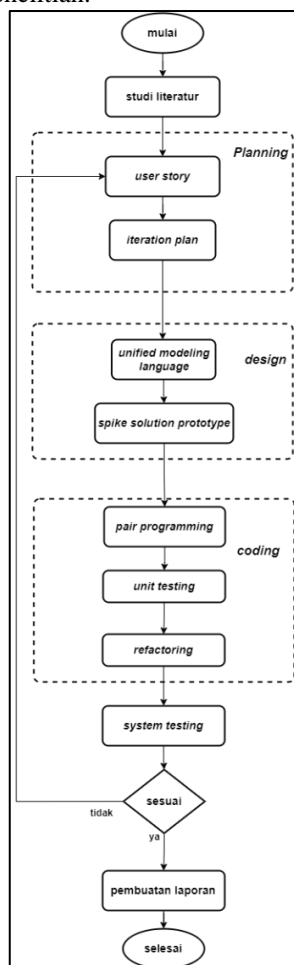 mulai
studi literatur
Planning
user story
iteration plan
unified modeling
language
design
spike solution prototype
pair programming
coding
unit testing
refactoring
system testing
sesuai
tidak
ya
pembuatan laporan
selesai